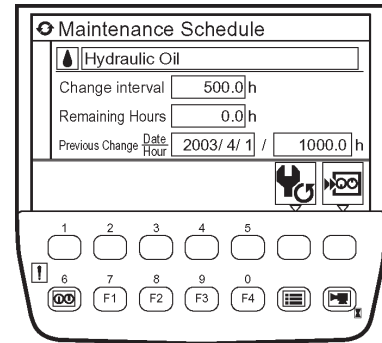 Maintenance Schedule
Hydraulic Oil
Change interval 500.0 h
Remaining Hours 0.0 h
Previous Change Date/Hour 2003/ 4/ 1 / 1000.0 h
1 2 3 4 5
6 7 8 9 0
F1 F2 F3 F4